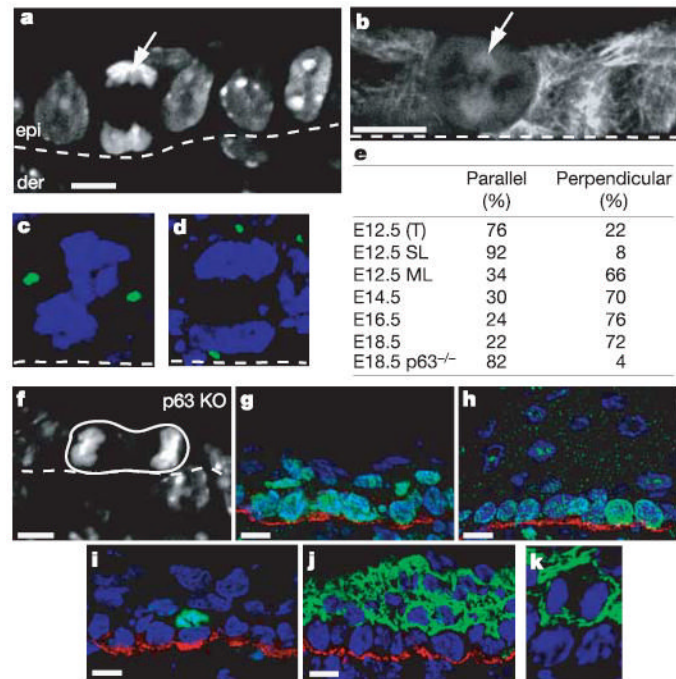 a
epi
der
b
c
d
e
Parallel (%) Perpendicular (%)
E12.5 (T) 76 22
E12.5 SL 92 8
E12.5 ML 34 66
E14.5 30 70
E16.5 24 76
E18.5 22 72
E18.5 p63–/– 82 4
f p63 KO
g
h
i
j
k